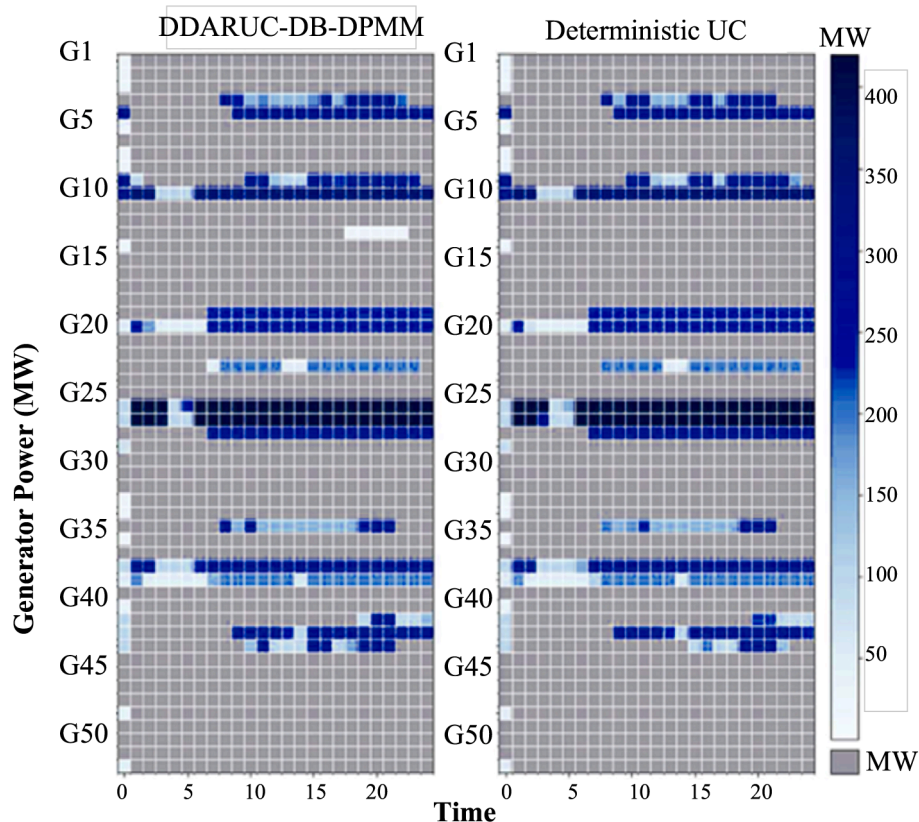 DDARUC-DB-DPMM
Deterministic UC
MW
G1
G5
G10
G15
G20
G25
G30
G35
G40
G45
G50
G1
G5
G10
G15
G20
G25
G30
G35
G40
G45
G50
400
350
300
250
200
150
100
50
MW
Generator Power (MW)
0 5 10 15 20
0 5 10 15 20
Time